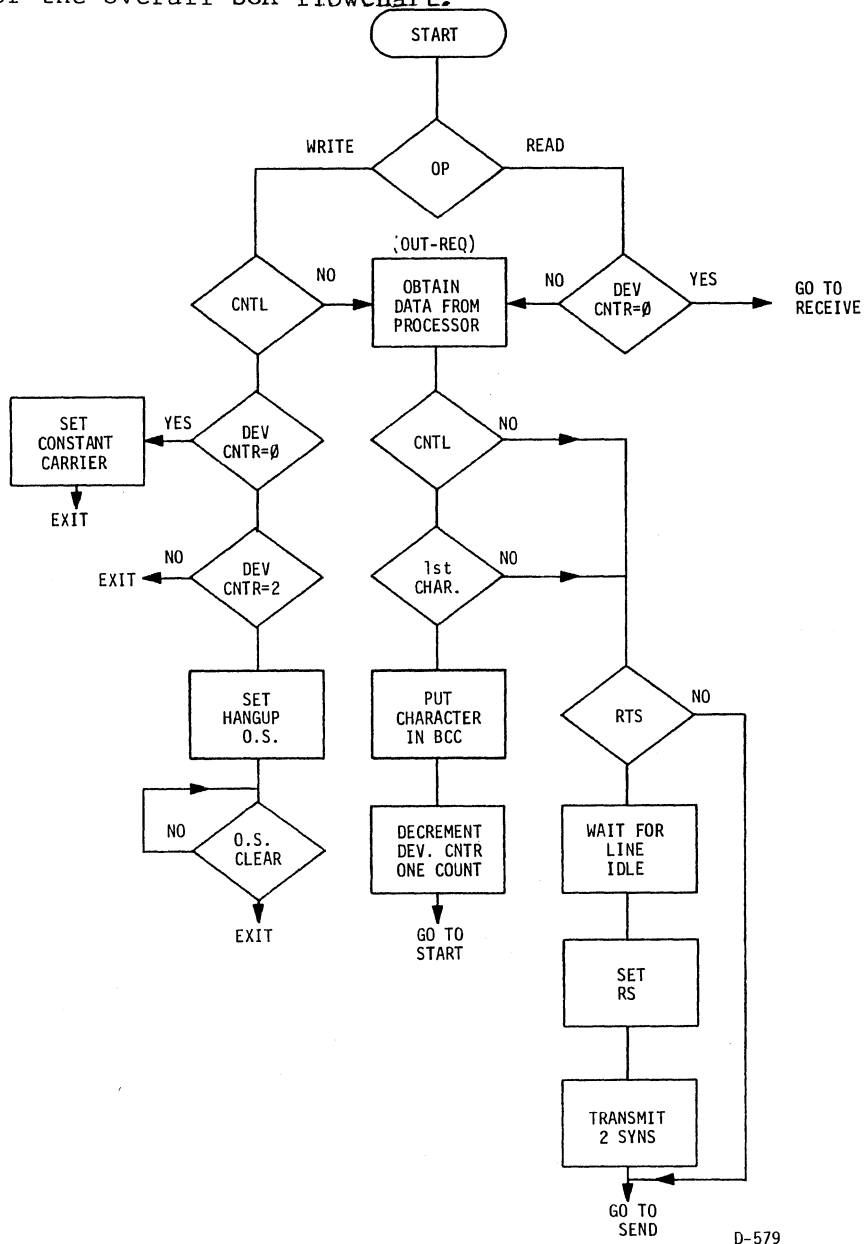 of the overall BCA flowchart.
START
WRITE
OP
READ
(OUT-REQ)
CNTL
NO
OBTAIN
DATA FROM
PROCESSOR
NO
DEV
CNTR=Ø
YES
GO TO
RECEIVE
SET
CONSTANT
CARRIER
YES
DEV
CNTR=Ø
CNTL
NO
EXIT
EXIT
NO
DEV
CNTR=2
1st
CHAR.
NO
SET
HANGUP
O.S.
PUT
CHARACTER
IN BCC
RTS
NO
NO
O.S.
CLEAR
DECREMENT
DEV. CNTR
ONE COUNT
WAIT FOR
LINE
IDLE
EXIT
GO TO
START
SET
RS
TRANSMIT
2 SYNS
GO TO
SEND
D-579